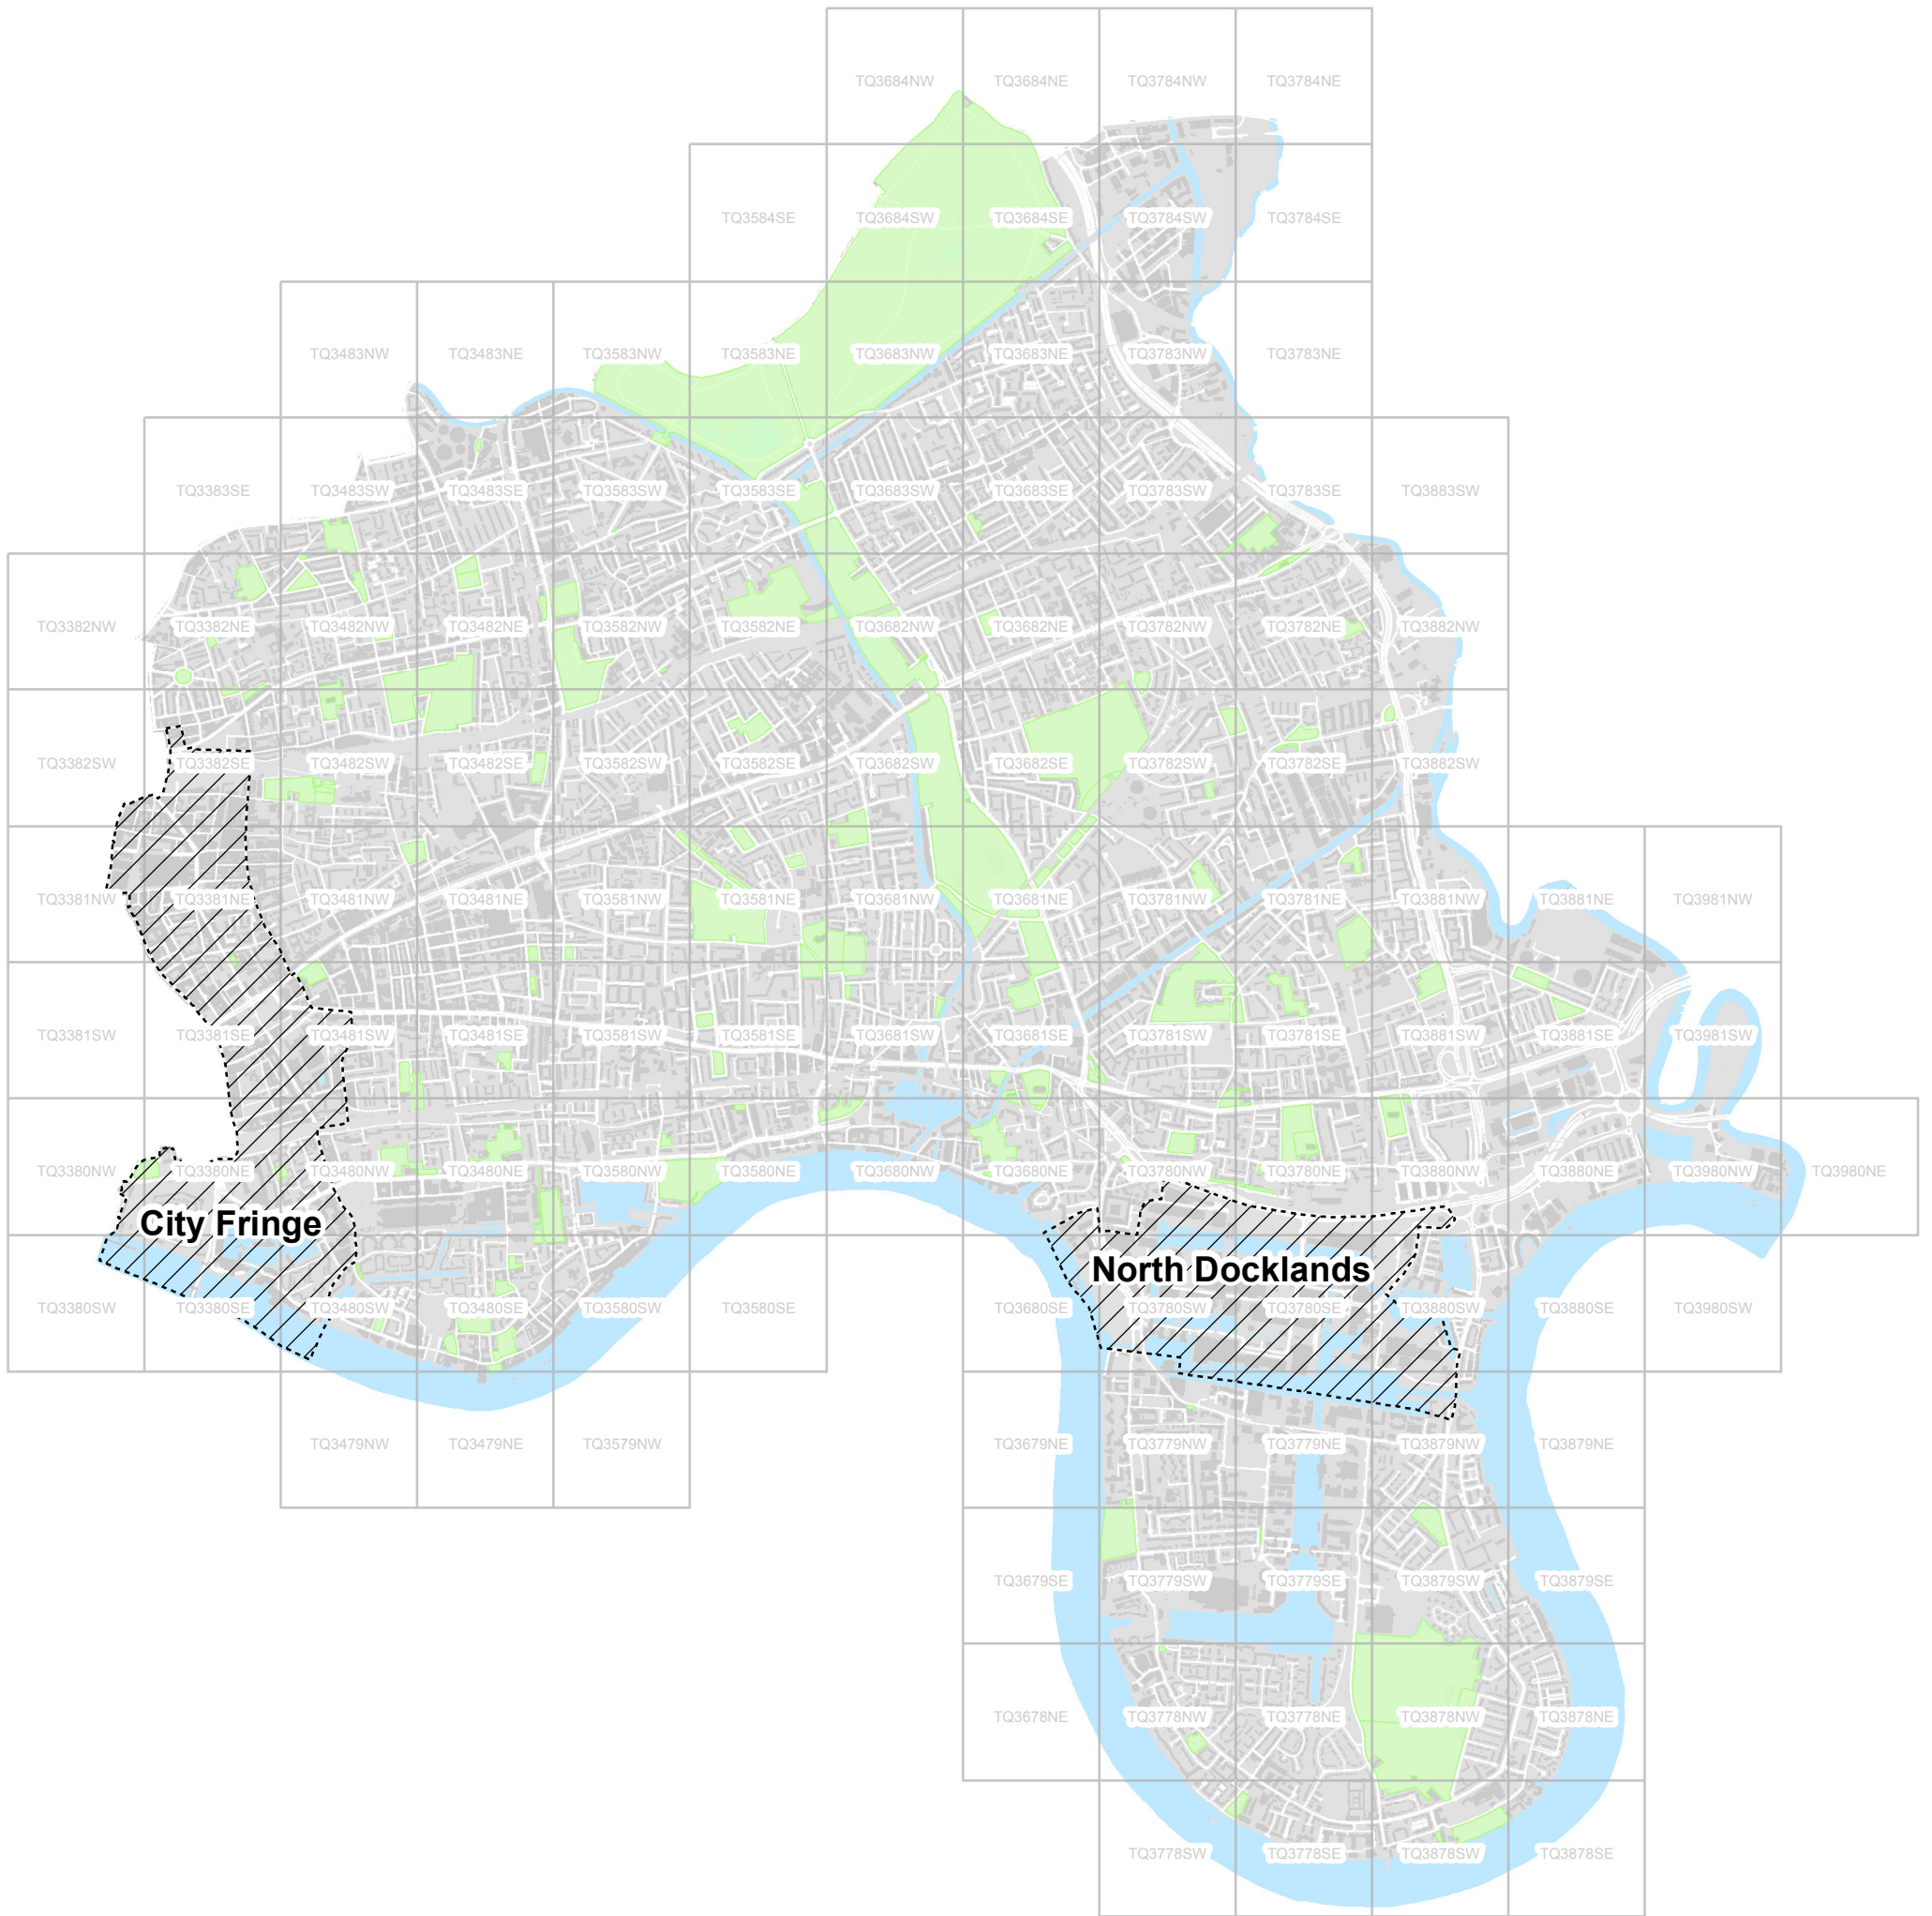 TQ3684NW TQ3684NE TQ3784NW TQ3784NE
TQ3584SE TQ3684SW TQ3684SE TQ3784SW TQ3784SE
TQ3483NW TQ3483NE TQ3583NW TQ3583NE TQ3683NW TQ3683NE TQ3783NW TQ3783NE
TQ3383SE TQ3483SW TQ3483SE TQ3583SW TQ3583SE TQ3683SW TQ3683SE TQ3783SW TQ3783SE TQ3883SW
TQ3382NW TQ3382NE TQ3482NW TQ3482NE TQ3582NW TQ3582NE TQ3682NW TQ3682NE TQ3782NW TQ3782NE TQ3882NW
TQ3382SW TQ3382SE TQ3482SW TQ3482SE TQ3582SW TQ3582SE TQ3682SW TQ3682SE TQ3782SW TQ3782SE TQ3882SW
TQ3381NW TQ3381NE TQ3481NW TQ3481NE TQ3581NW TQ3581NE TQ3681NW TQ3681NE TQ3781NW TQ3781NE TQ3881NW TQ3881NE TQ3981NW
TQ3381SW TQ3381SE TQ3481SW TQ3481SE TQ3581SW TQ3581SE TQ3681SW TQ3681SE TQ3781SW TQ3781SE TQ3881SW TQ3881SE TQ3981SW
TQ3380NW TQ3380NE TQ3480NW TQ3480NE TQ3580NW TQ3580NE TQ3680NW TQ3680NE TQ3780NW TQ3780NE TQ3880NW TQ3880NE TQ3980NW TQ3980NE
City Fringe
North Docklands
TQ3380SW TQ3380SE TQ3480SW TQ3480SE TQ3580SW TQ3580SE TQ3680SE TQ3780SW TQ3780SE TQ3880SW TQ3880SE TQ3980SW
TQ3479NW TQ3479NE TQ3579NW TQ3679NE TQ3779NW TQ3779NE TQ3879NW TQ3879NE
TQ3679SE TQ3779SW TQ3779SE TQ3879SW TQ3879SE
TQ3678NE TQ3778NW TQ3778NE TQ3878NW TQ3878NE
TQ3778SW TQ3778SE TQ3878SW TQ3878SE